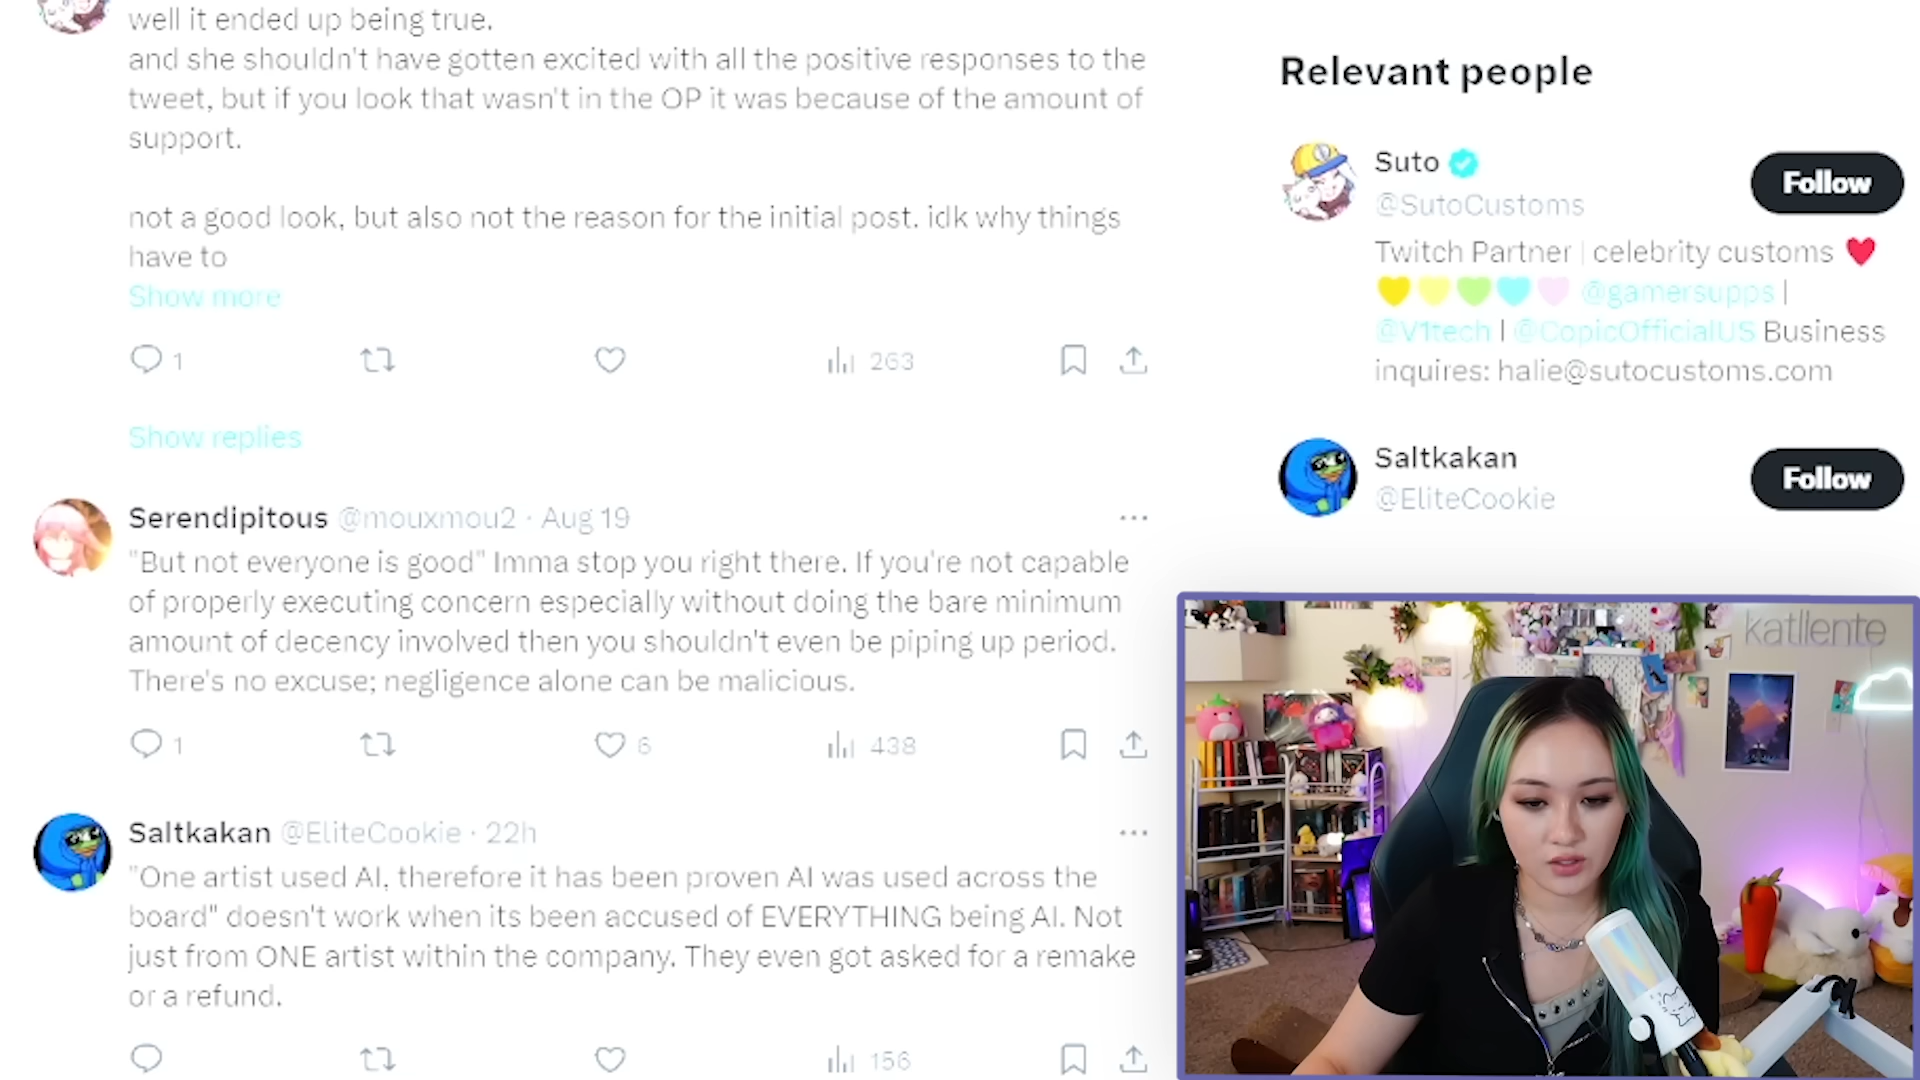 well it ended up being true.
and she shouldn't have gotten excited with all the positive responses to the
tweet, but if you look that wasn't in the OP it was because of the amount of
support.
not a good look, but also not the reason for the initial post. idk why things
have to
Show more
1
263
Show replies
Serendipitous @mouxmou2 · Aug 19
"But not everyone is good" Imma stop you right there. If you're not capable
of properly executing concern especially without doing the bare minimum
amount of decency involved then you shouldn't even be piping up period.
There's no excuse; negligence alone can be malicious.
1
6
438
Saltkakan @EliteCookie · 22h
"One artist used AI, therefore it has been proven AI was used across the
board" doesn't work when its been accused of EVERYTHING being AI. Not
just from ONE artist within the company. They even got asked for a remake
or a refund.
156
Relevant people
Suto
Follow
@SutoCustoms
Twitch Partner | celebrity customs
@gamersupps |
@V1tech | @CopicOfficialUS Business
inquires: halie@sutocustoms.com
Saltkakan
Follow
@EliteCookie
katllente